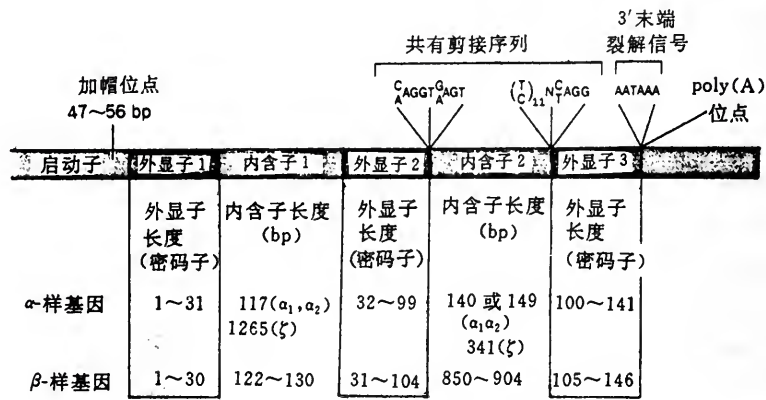 3′末端
裂解信号
共有剪接序列
加帽位点
47～56 bp
C/A AGGT G/A AGT
(T/C)11 N C/T AGG
AATAAA
poly(A)
位点
启动子 外显子1 内含子1 外显子2 内含子2 外显子3
外显子 内含子长度 外显子 内含子长度 外显子
长度 (bp) 长度 (bp) 长度
(密码子) (密码子) (密码子)
α-样基因 1～31 117(α1,α2) 32～99 140 或 149 100～141
1265(ζ) (α1α2)
341(ζ)
β-样基因 1～30 122～130 31～104 850～904 105～146